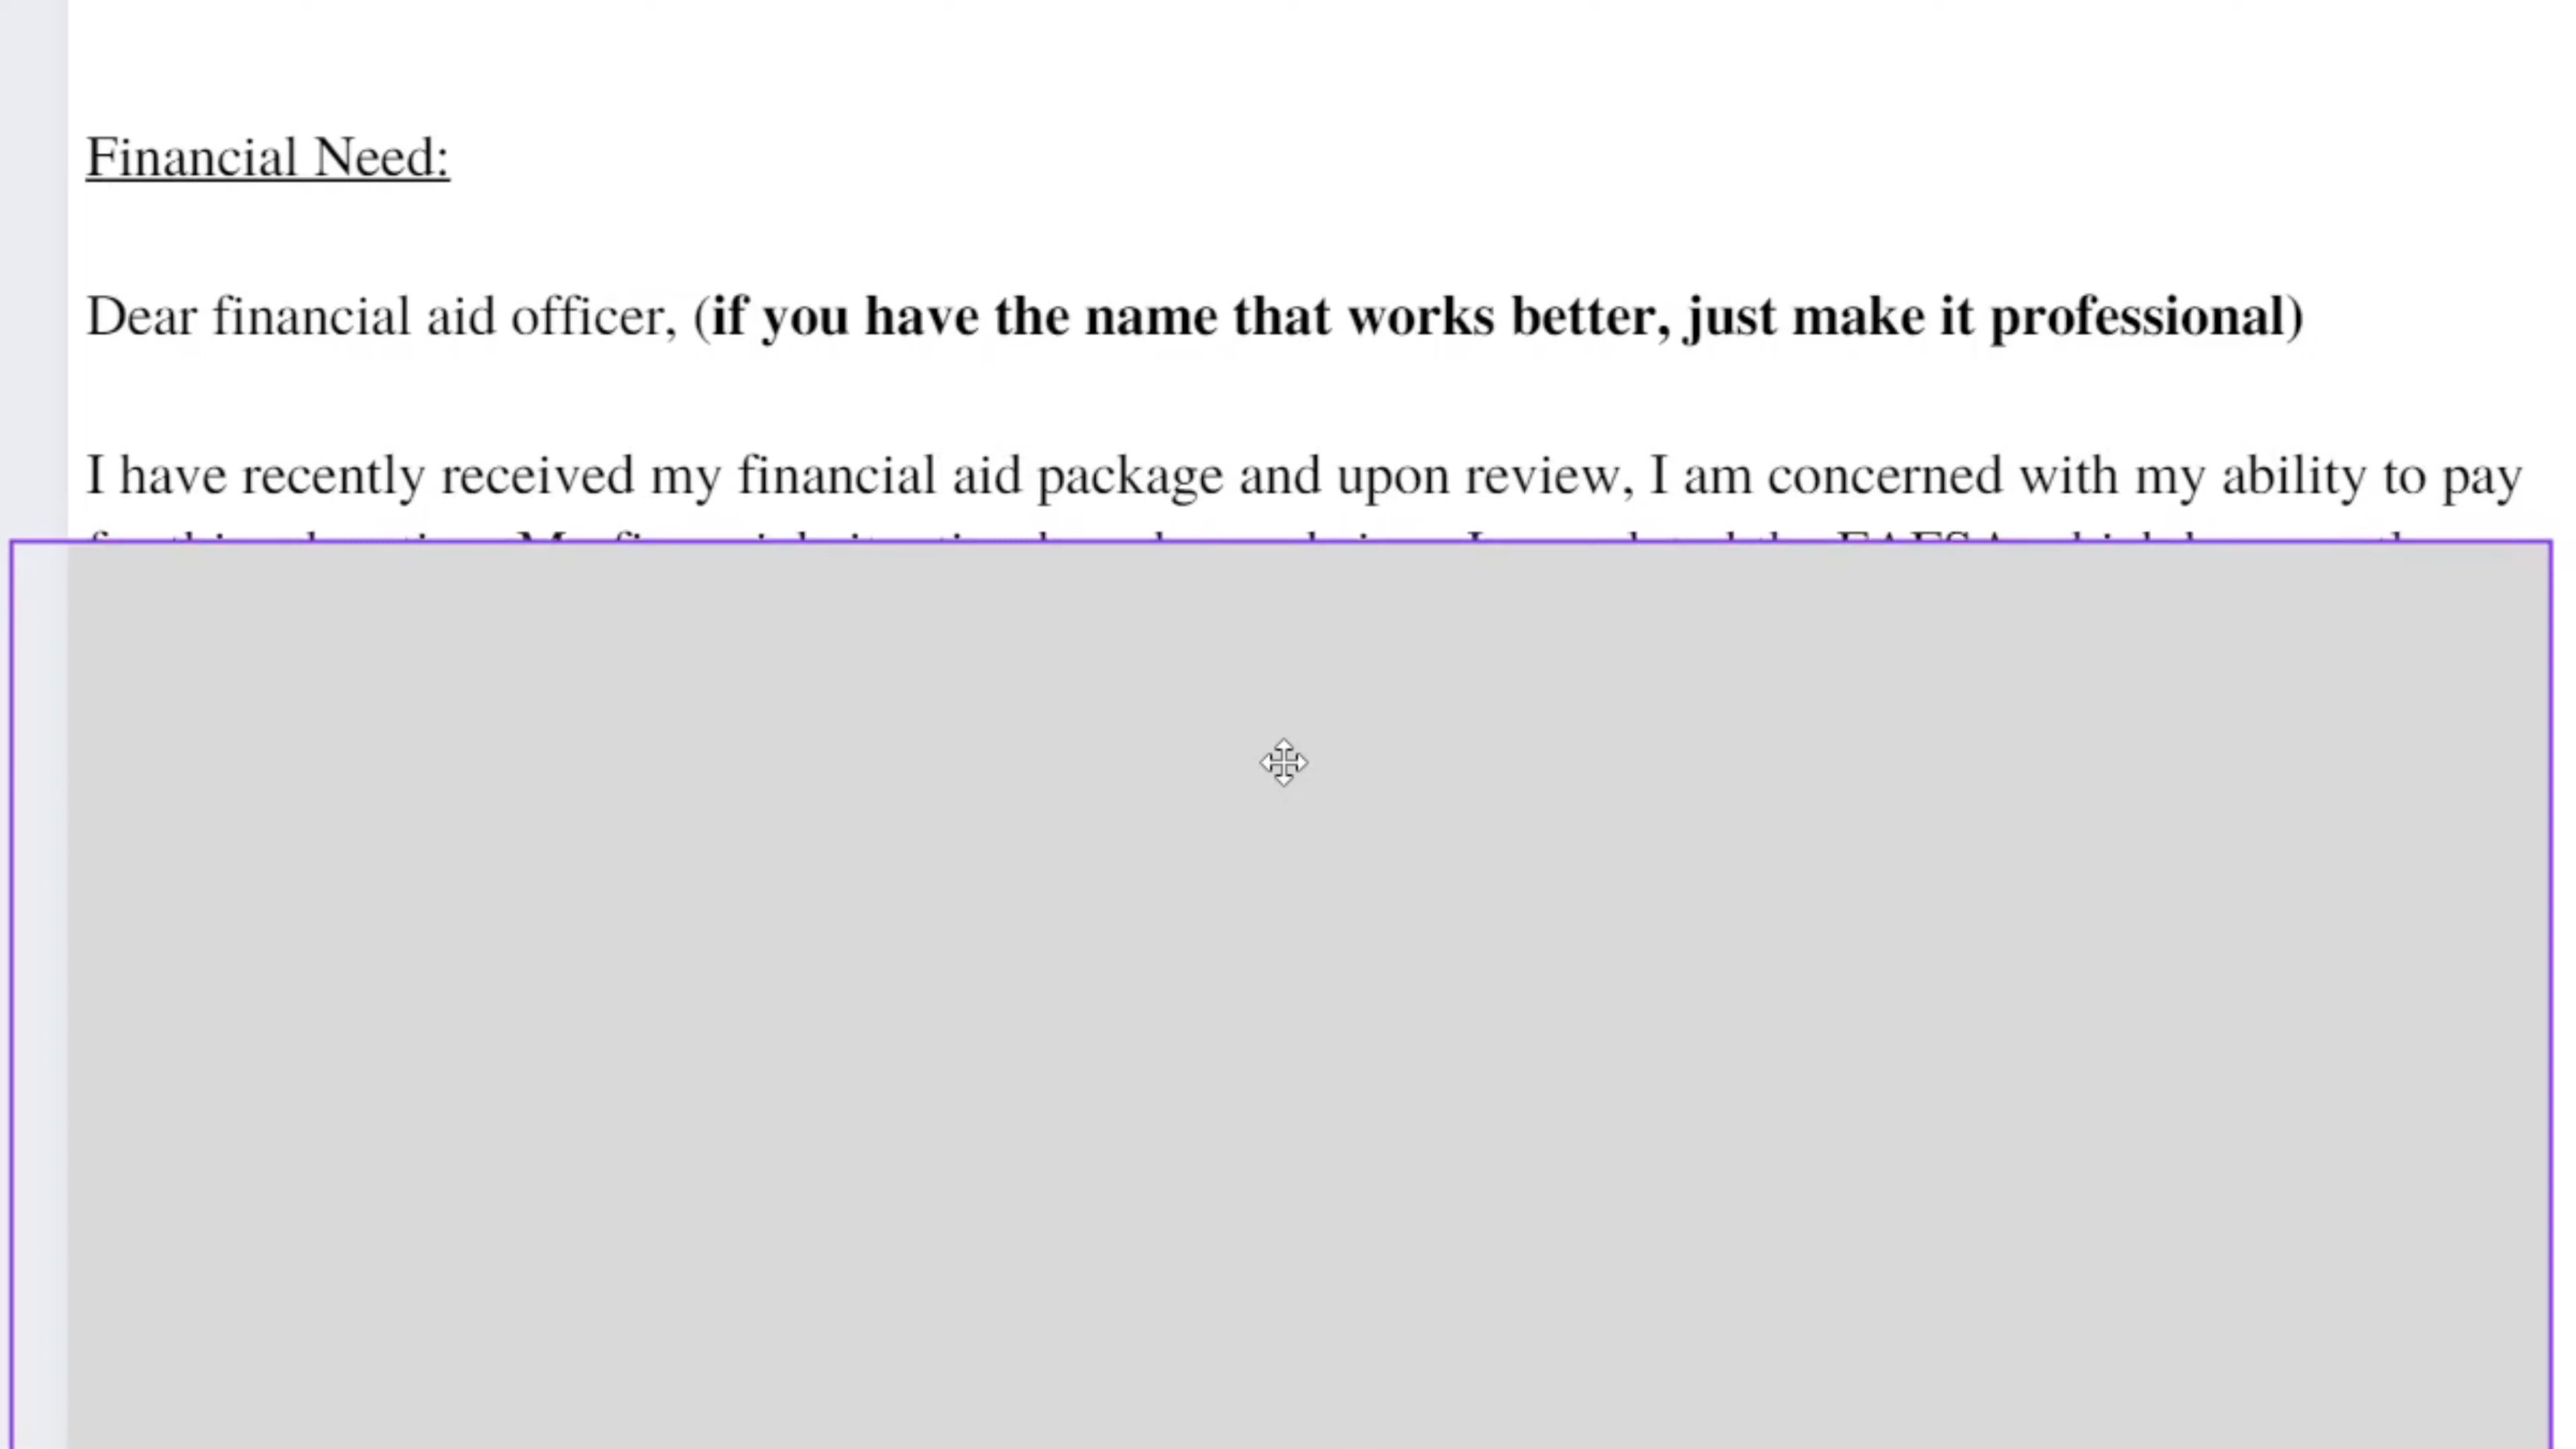 Financial Need:
Dear financial aid officer, (if you have the name that works better, just make it professional)
I have recently received my financial aid package and upon review, I am concerned with my ability to pay